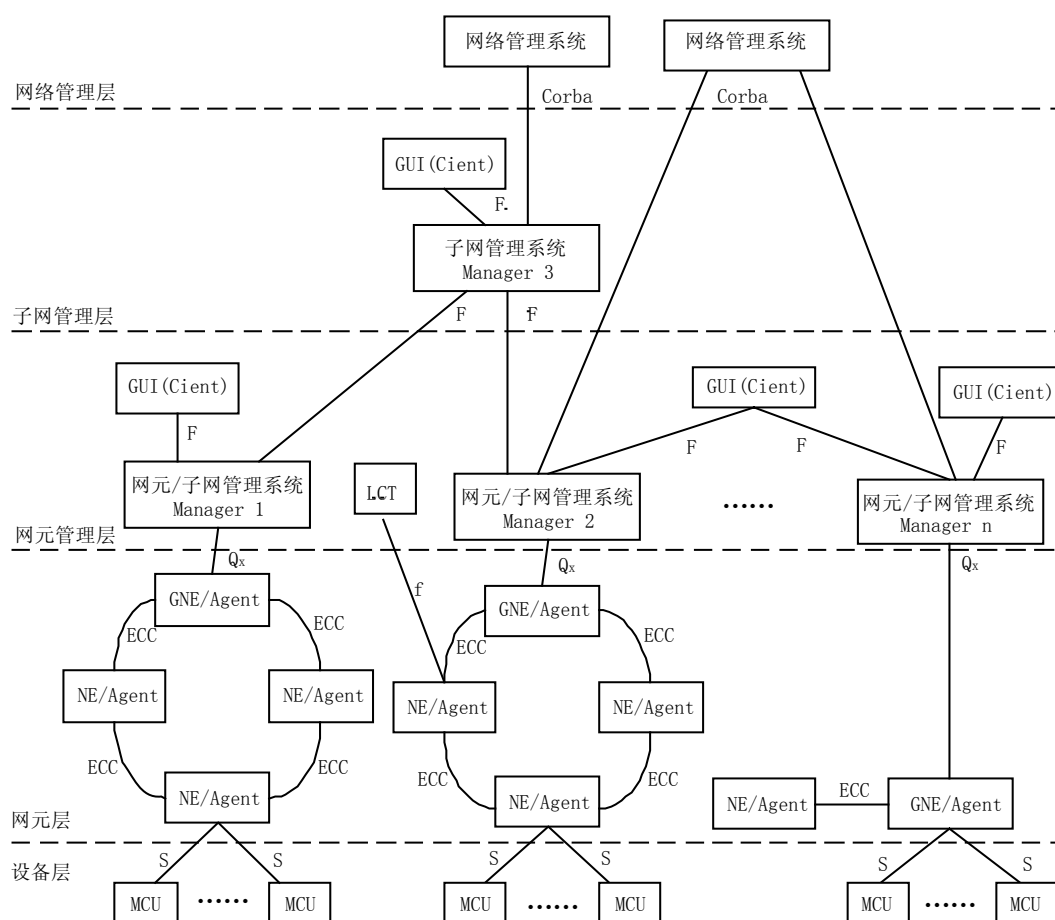 网络管理系统
网络管理系统
网络管理层
Corba
Corba
GUI(Cient)
F.
子网管理系统
Manager 3
子网管理层
F
F
GUI(Cient)
GUI(Cient)
GUI(Cient)
F
F
F
F
网元/子网管理系统
Manager 1
LCT
网元/子网管理系统
Manager 2
......
网元/子网管理系统
Manager n
网元管理层
Qx
Qx
Qx
f
GNE/Agent
GNE/Agent
ECC
ECC
ECC
ECC
NE/Agent
NE/Agent
NE/Agent
NE/Agent
ECC
ECC
ECC
ECC
NE/Agent
NE/Agent
NE/Agent
ECC
GNE/Agent
网元层
设备层
S
S
S
S
S
S
MCU
......
MCU
MCU
......
MCU
MCU
......
MCU